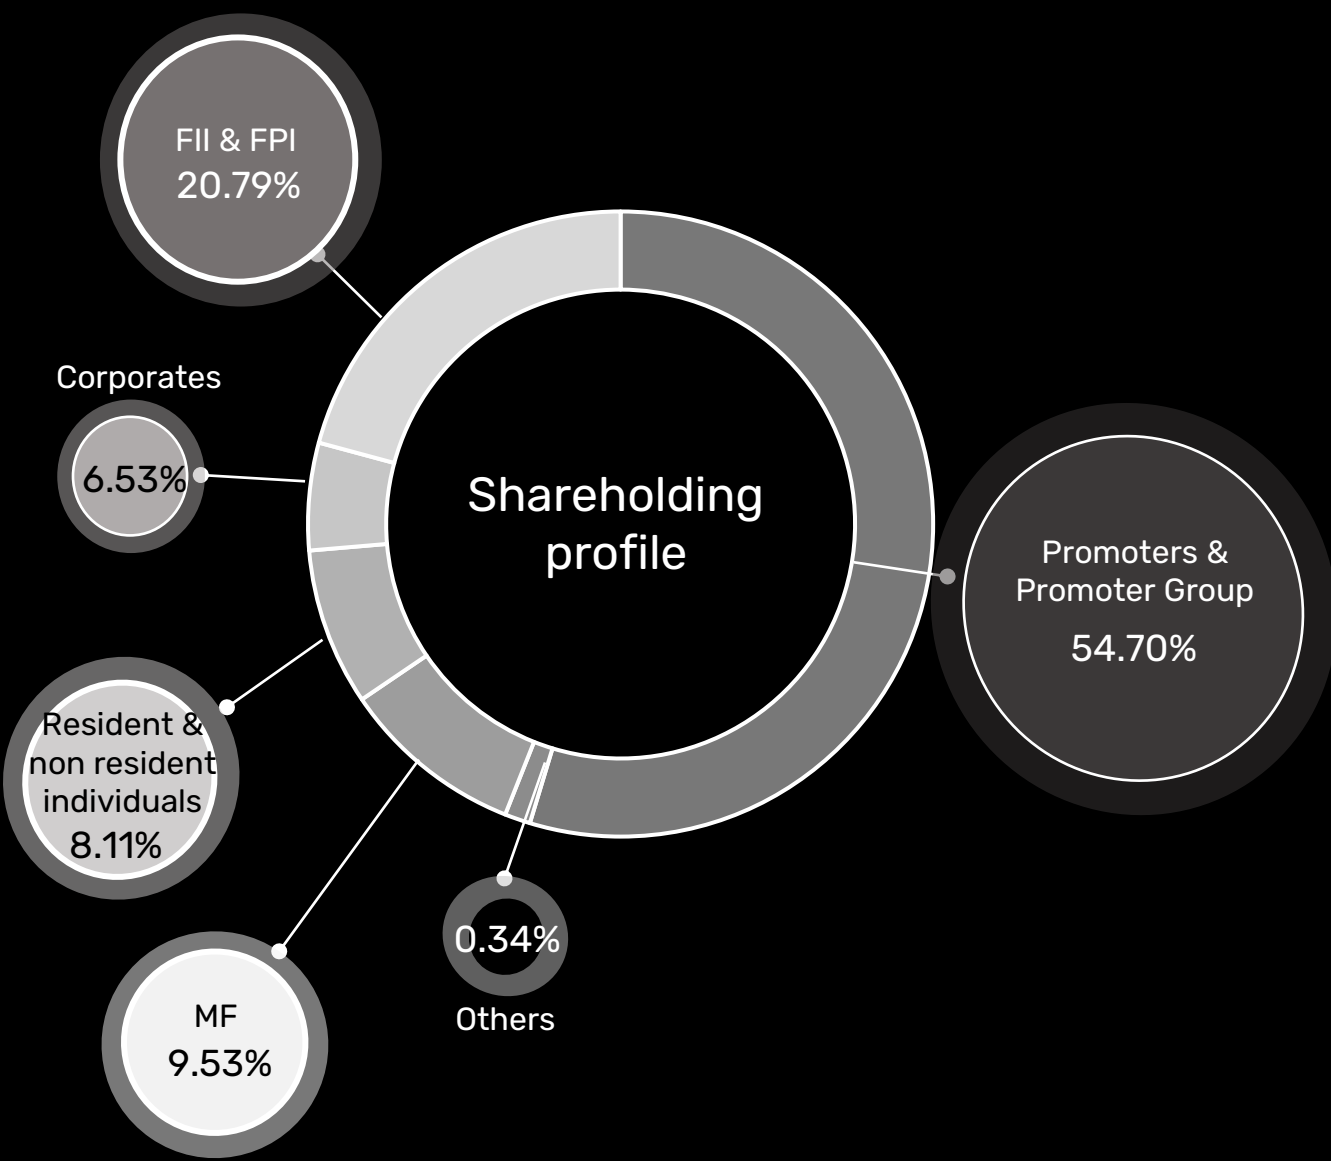 FII & FPI
20.79%
Corporates
6.53%
Shareholding
profile
Promoters &
Promoter Group
54.70%
Resident &
non resident
individuals
8.11%
0.34%
Others
MF
9.53%